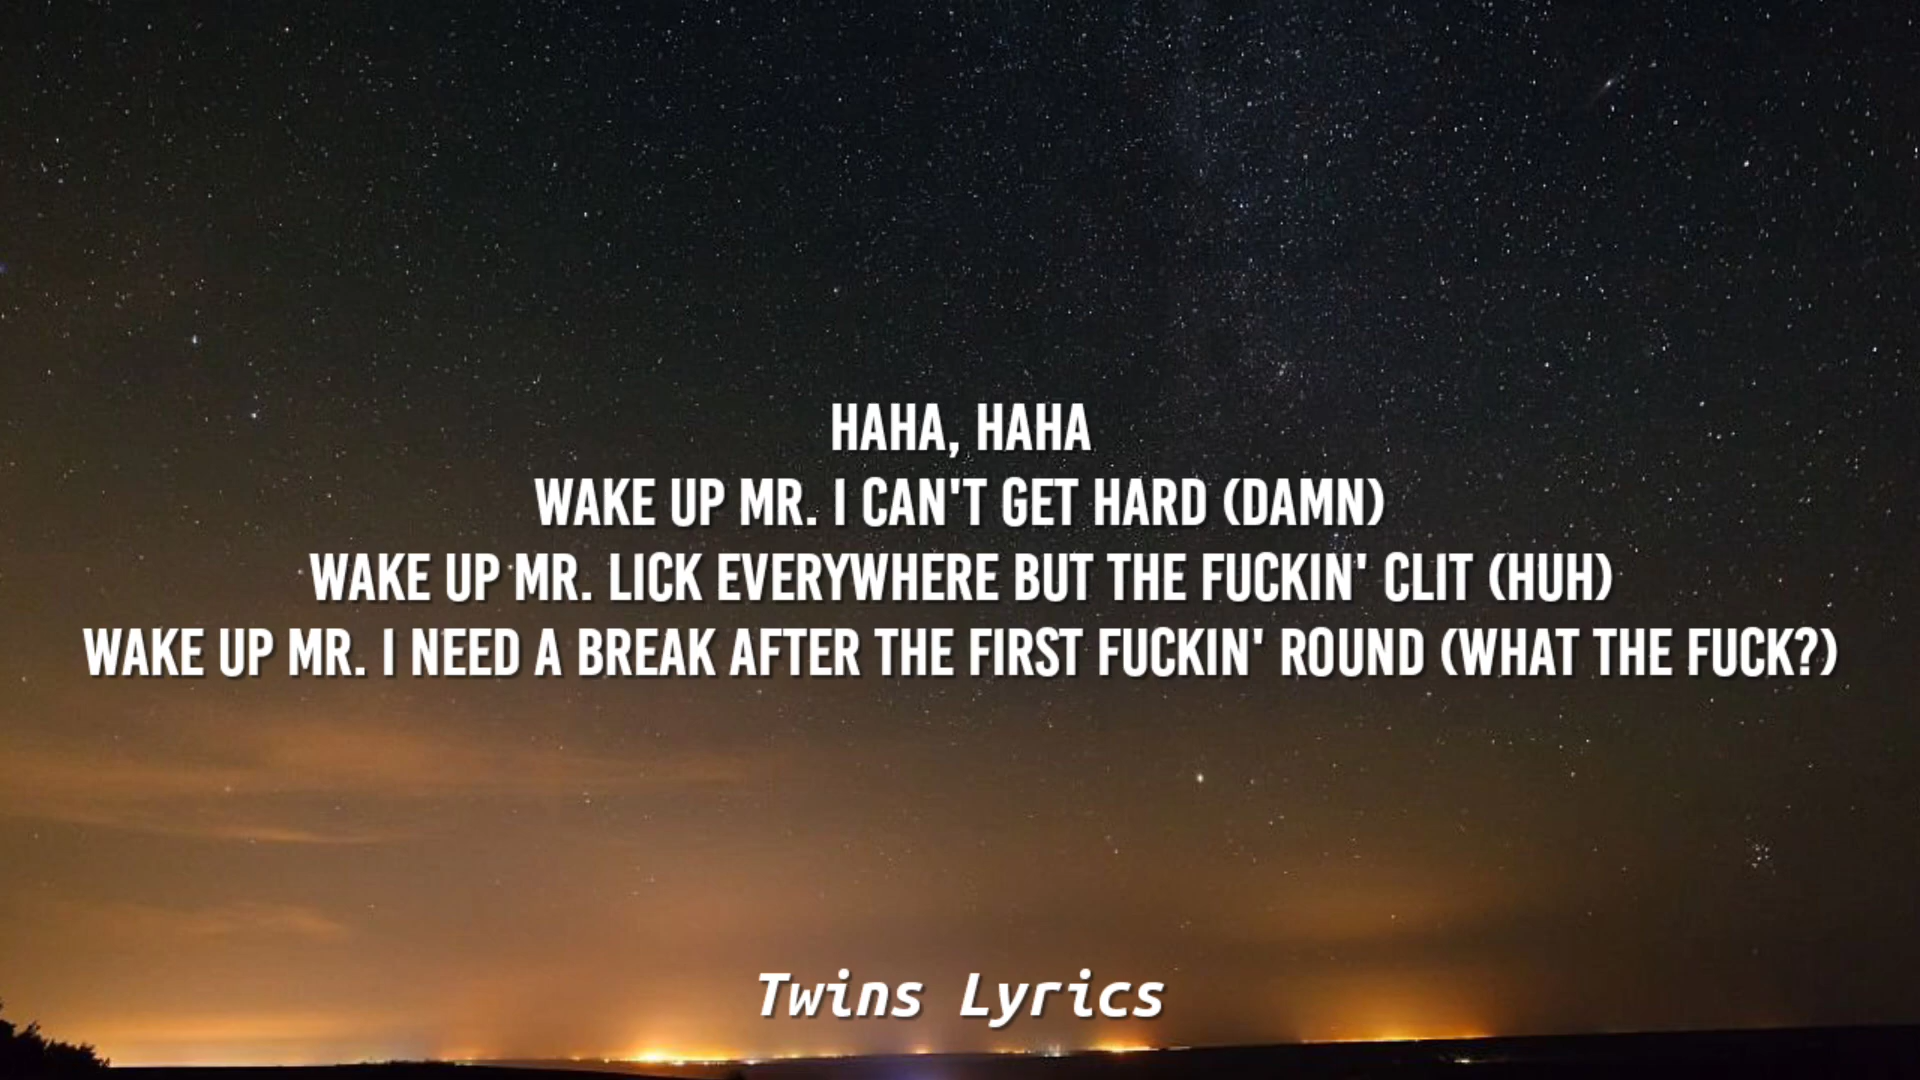 HAHA, HAHA
WAKE UP MR. I CAN'T GET HARD (DAMN)
WAKE UP MR. LICK EVERYWHERE BUT THE FUCKIN' CLIT (HUH)
WAKE UP MR. I NEED A BREAK AFTER THE FIRST FUCKIN' ROUND (WHAT THE FUCK?)
Twins Lyrics